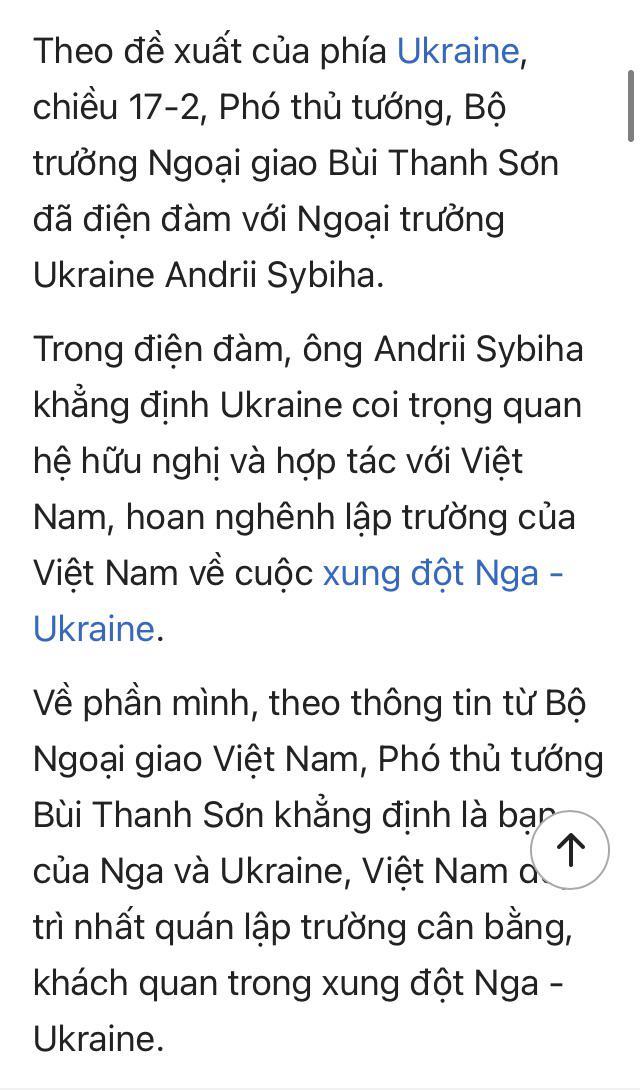 Theo đề xuất của phía Ukraine,
chiều 17-2, Phó thủ tướng, Bộ
trưởng Ngoại giao Bùi Thanh Sơn
đã điện đàm với Ngoại trưởng
Ukraine Andrii Sybiha.
Trong điện đàm, ông Andrii Sybiha
khẳng định Ukraine coi trọng quan
hệ hữu nghị và hợp tác với Việt
Nam, hoan nghênh lập trường của
Việt Nam về cuộc xung đột Nga -
Ukraine.
Về phần mình, theo thông tin từ Bộ
Ngoại giao Việt Nam, Phó thủ tướng
Bùi Thanh Sơn khẳng định là bạn
của Nga và Ukraine, Việt Nam
trì nhất quán lập trường cân bằng,
khách quan trong xung đột Nga -
Ukraine.